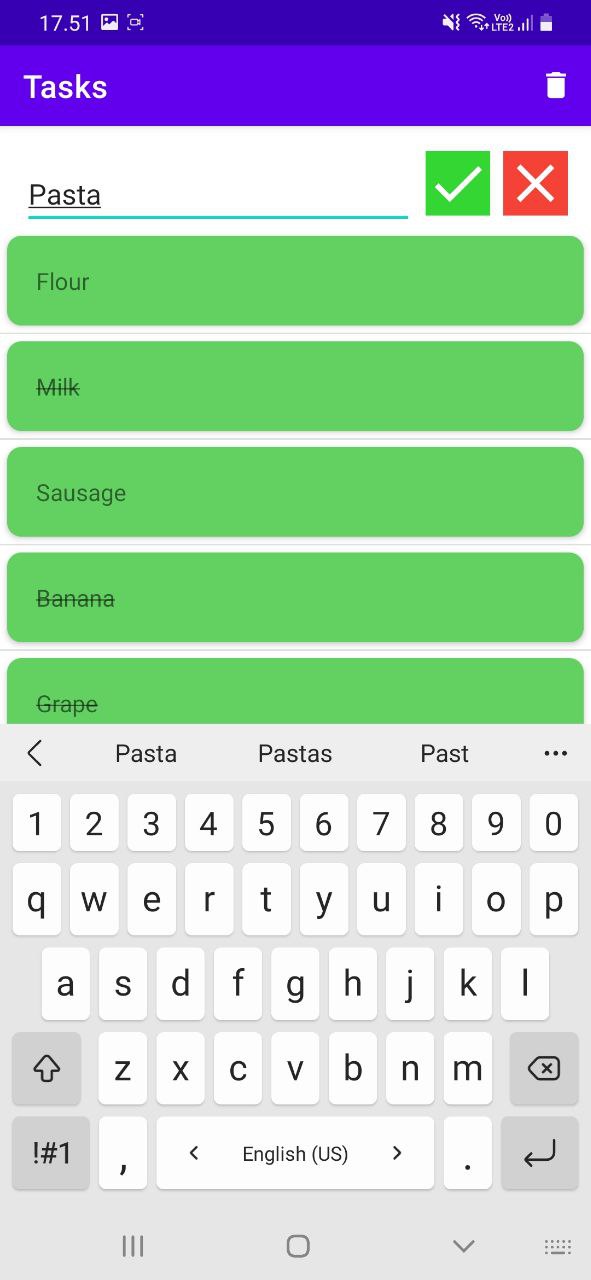 17.51 Vo)) LTE2
Tasks
Pasta
Flour
Milk
Sausage
Banana
Grape
Pasta Pastas Past
1 2 3 4 5 6 7 8 9 0
q w e r t y u i o p
a s d f g h j k l
z x c v b n m
!#1 , < English (US) > .